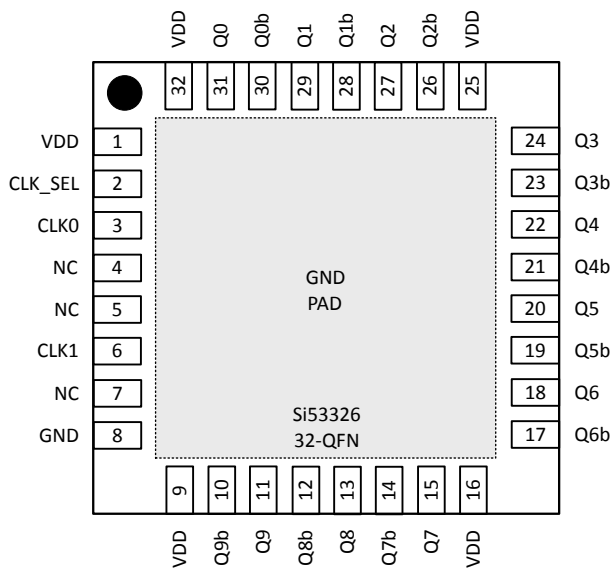 VDD Q0 Q0b Q1 Q1b Q2 Q2b VDD
32 31 30 29 28 27 26 25
VDD 1 24 Q3
CLK_SEL 2 23 Q3b
CLK0 3 22 Q4
NC 4 21 Q4b
GND
PAD
NC 5 20 Q5
CLK1 6 19 Q5b
NC 7 18 Q6
Si53326
GND 8 17 Q6b
32-QFN
9 10 11 12 13 14 15 16
VDD Q9b Q9 Q8b Q8 Q7b Q7 VDD